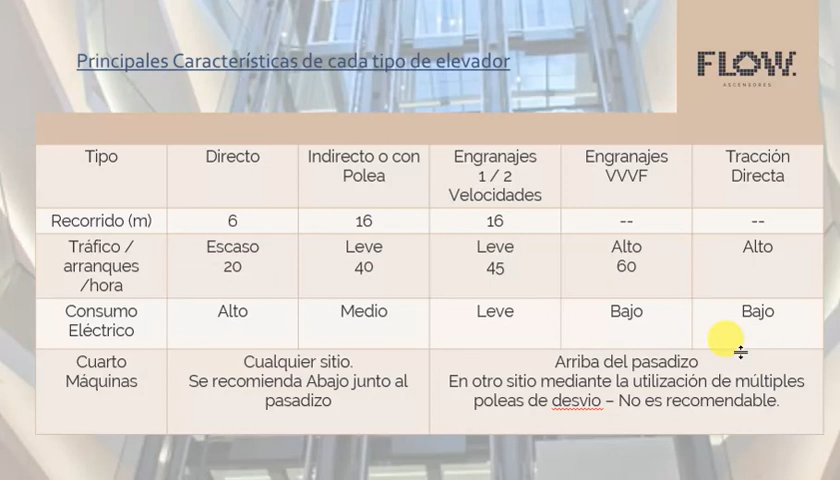 Principales Características de cada tipo de elevador
FLOW.
ASCENSORES
Tipo
Directo
Indirecto o con
Polea
Engranajes
1 / 2
Velocidades
Engranajes
VVVF
Tracción
Directa
Recorrido (m)
6
16
16
--
--
Tráfico /
arranques
/hora
Escaso
20
Leve
40
Leve
45
Alto
60
Alto
Consumo
Eléctrico
Alto
Medio
Leve
Bajo
Bajo
Cuarto
Máquinas
Cualquier sitio.
Se recomienda Abajo junto al
pasadizo
Arriba del pasadizo
En otro sitio mediante la utilización de múltiples
poleas de desvio – No es recomendable.